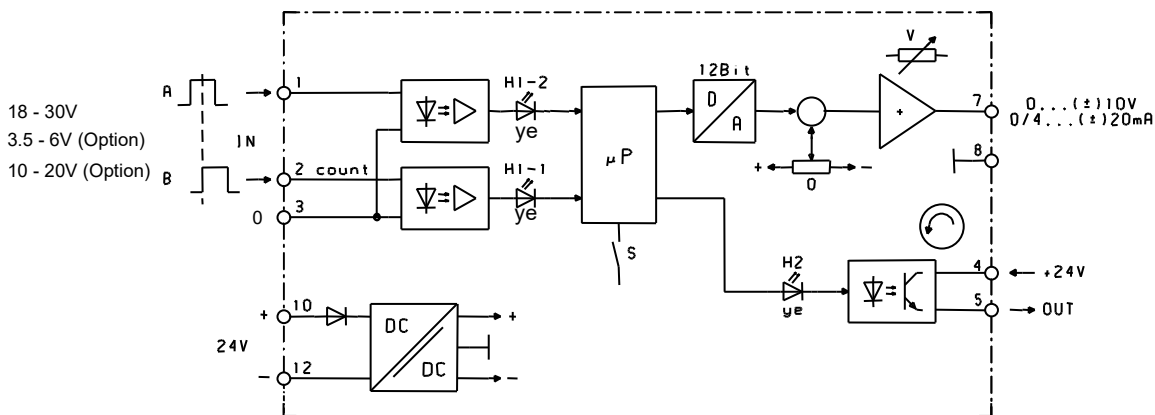 18 - 30V
3.5 - 6V (Option)
10 - 20V (Option)
A
IN
B
0
1
2 count
3
H1-2
ye
H1-1
ye
µP
S
12Bit
D
A
V
+
+ −
0
7
0...(±)10V
0/4...(±)20mA
8
H2
ye
4
+24V
5
OUT
+
10
24V
−
12
DC
DC
+
−